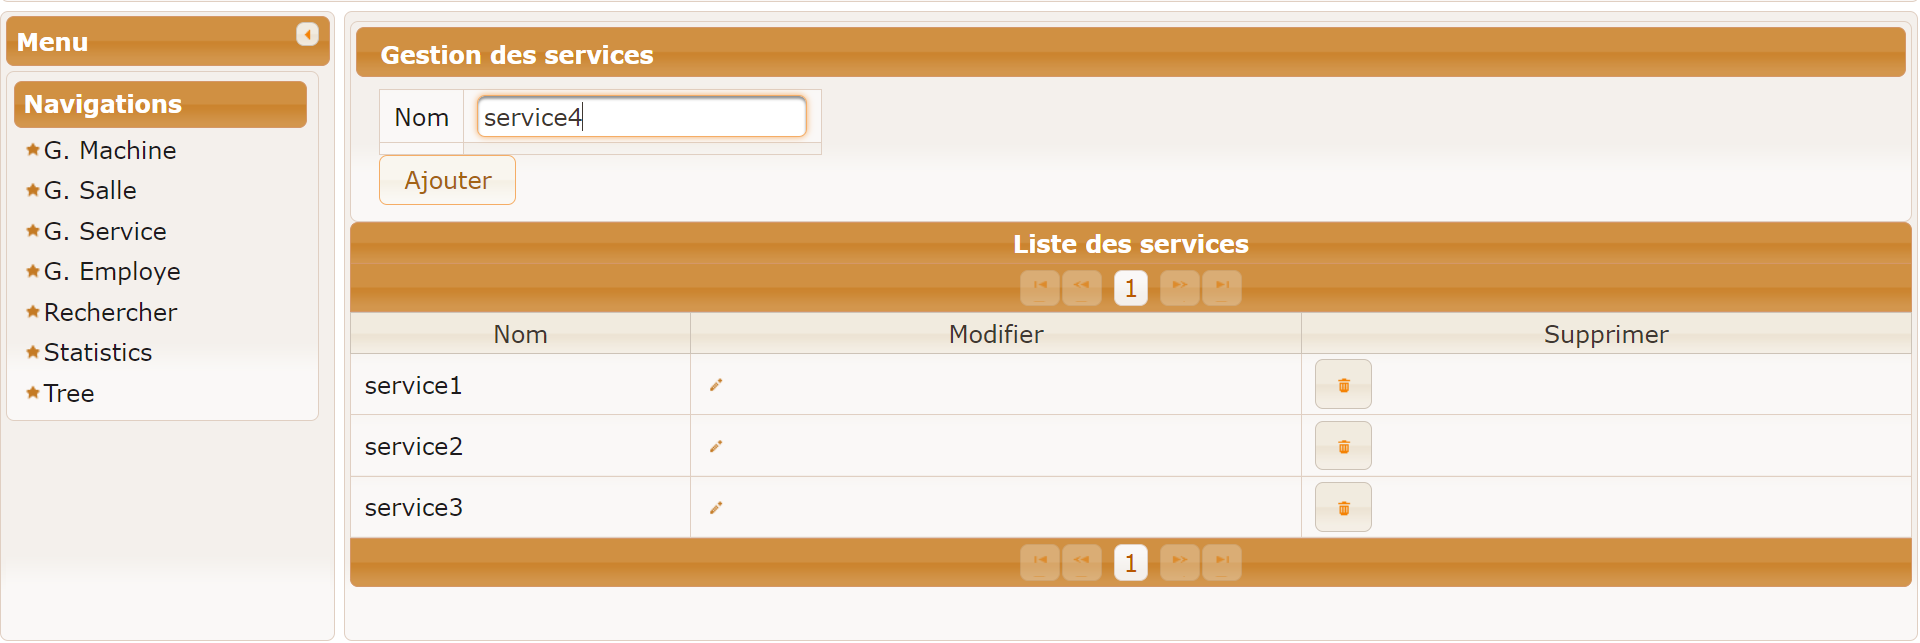 Menu
Navigations
G. Machine
G. Salle
G. Service
G. Employe
Rechercher
Statistics
Tree
Gestion des services
Nom service4
Ajouter
Liste des services
1
Nom Modifier Supprimer
service1
service2
service3
1